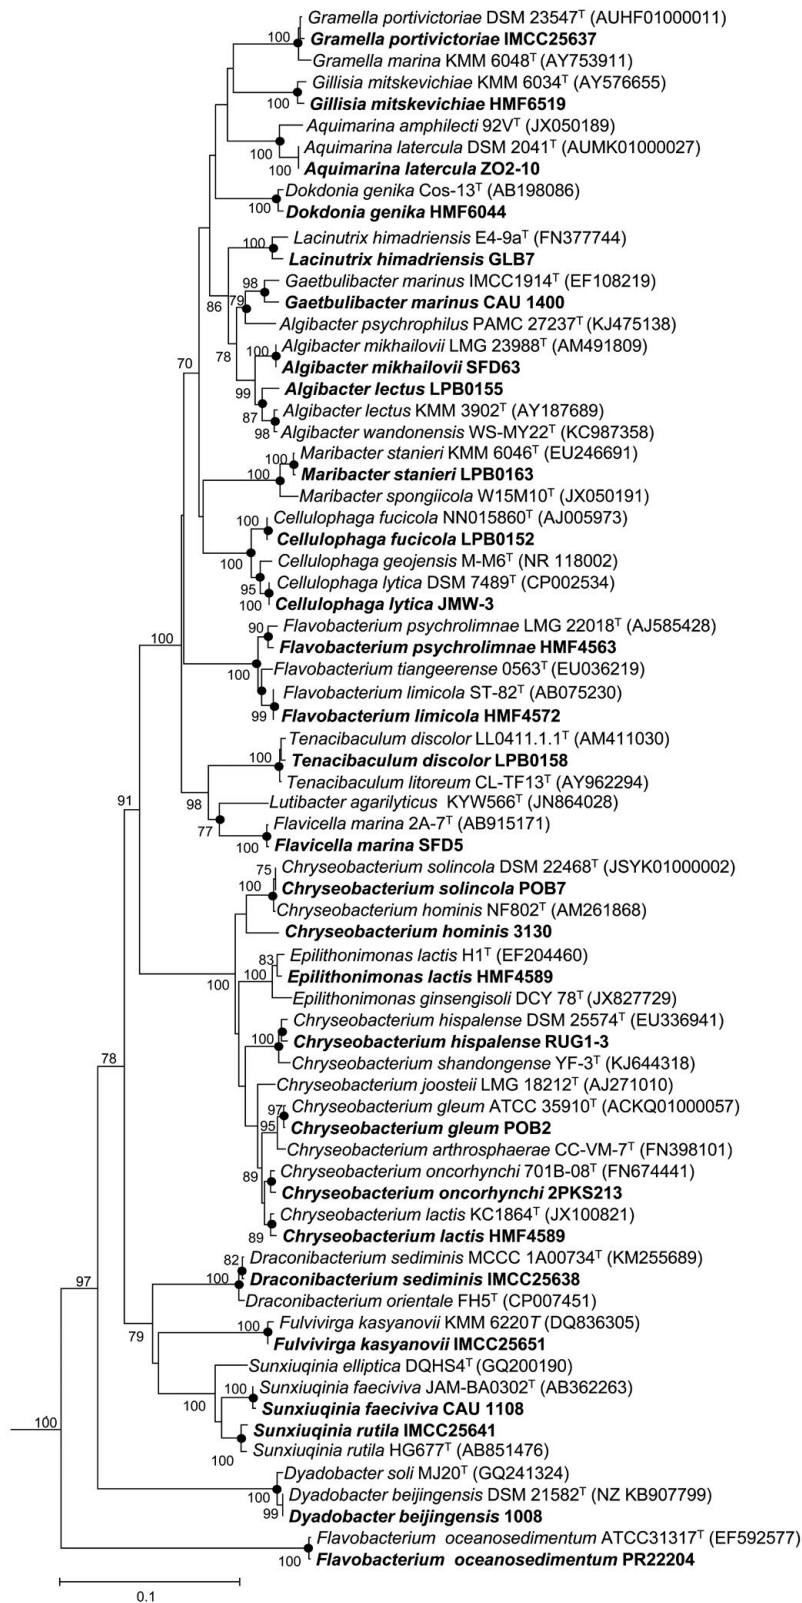 Gramella portivictoriae DSM 23547T (AUHF01000011)
100
Gramella portivictoriae IMCC25637
Gramella marina KMM 6048T (AY753911)
Gillisia mitskevichiae KMM 6034T (AY576655)
100
Gillisia mitskevichiae HMF6519
Aquimarina amphilecti 92VT (JX050189)
100
Aquimarina latercula DSM 2041T (AUMK01000027)
100
Aquimarina latercula ZO2-10
Dokdonia genika Cos-13T (AB198086)
100
Dokdonia genika HMF6044
Lacinutrix himadriensis E4-9aT (FN377744)
100
Lacinutrix himadriensis GLB7
98
Gaetbulibacter marinus IMCC1914T (EF108219)
86
79
Gaetbulibacter marinus CAU 1400
Algibacter psychrophilus PAMC 27237T (KJ475138)
78
100
Algibacter mikhailovii LMG 23988T (AM491809)
70
Algibacter mikhailovii SFD63
99
Algibacter lectus LPB0155
87
Algibacter lectus KMM 3902T (AY187689)
98
Algibacter wandonensis WS-MY22T (KC987358)
100
Maribacter stanieri KMM 6046T (EU246691)
100
Maribacter stanieri LPB0163
Maribacter spongiicola W15M10T (JX050191)
100
Cellulophaga fucicola NN015860T (AJ005973)
Cellulophaga fucicola LPB0152
100
Cellulophaga geojensis M-M6T (NR 118002)
95
Cellulophaga lytica DSM 7489T (CP002534)
100
Cellulophaga lytica JMW-3
90
Flavobacterium psychrolimnae LMG 22018T (AJ585428)
100
Flavobacterium psychrolimnae HMF4563
100
Flavobacterium tiangeerense 0563T (EU036219)
Flavobacterium limicola ST-82T (AB075230)
99
Flavobacterium limicola HMF4572
Tenacibaculum discolor LL0411.1.1T (AM411030)
100
Tenacibaculum discolor LPB0158
Tenacibaculum litoreum CL-TF13T (AY962294)
91
98
Lutibacter agarilyticus KYW566T (JN864028)
77
Flavicella marina 2A-7T (AB915171)
100
Flavicella marina SFD5
75
Chryseobacterium solincola DSM 22468T (JSYK01000002)
100
Chryseobacterium solincola POB7
Chryseobacterium hominis NF802T (AM261868)
Chryseobacterium hominis 3130
83
Epilithonimonas lactis H1T (EF204460)
100
100
Epilithonimonas lactis HMF4589
Epilithonimonas ginsengisoli DCY 78T (JX827729)
Chryseobacterium hispalense DSM 25574T (EU336941)
100
Chryseobacterium hispalense RUG1-3
78
Chryseobacterium shandongense YF-3T (KJ644318)
Chryseobacterium joosteii LMG 18212T (AJ271010)
97
Chryseobacterium gleum ATCC 35910T (ACKQ01000057)
95
Chryseobacterium gleum POB2
Chryseobacterium arthrosphaerae CC-VM-7T (FN398101)
89
Chryseobacterium oncorhynchi 701B-08T (FN674441)
Chryseobacterium oncorhynchi 2PKS213
Chryseobacterium lactis KC1864T (JX100821)
89
Chryseobacterium lactis HMF4589
82
Draconibacterium sediminis MCCC 1A00734T (KM255689)
97
100
Draconibacterium sediminis IMCC25638
Draconibacterium orientale FH5T (CP007451)
79
100
Fulvivirga kasyanovii KMM 6220T (DQ836305)
Fulvivirga kasyanovii IMCC25651
Sunxiuqinia elliptica DQHS4T (GQ200190)
100
100
Sunxiuqinia faeciviva JAM-BA0302T (AB362263)
Sunxiuqinia faeciviva CAU 1108
100
Sunxiuqinia rutila IMCC25641
100
Sunxiuqinia rutila HG677T (AB851476)
Dyadobacter soli MJ20T (GQ241324)
100
Dyadobacter beijingensis DSM 21582T (NZ KB907799)
99
Dyadobacter beijingensis 1008
Flavobacterium oceanosedimentum ATCC31317T (EF592577)
100
Flavobacterium oceanosedimentum PR22204
0.1